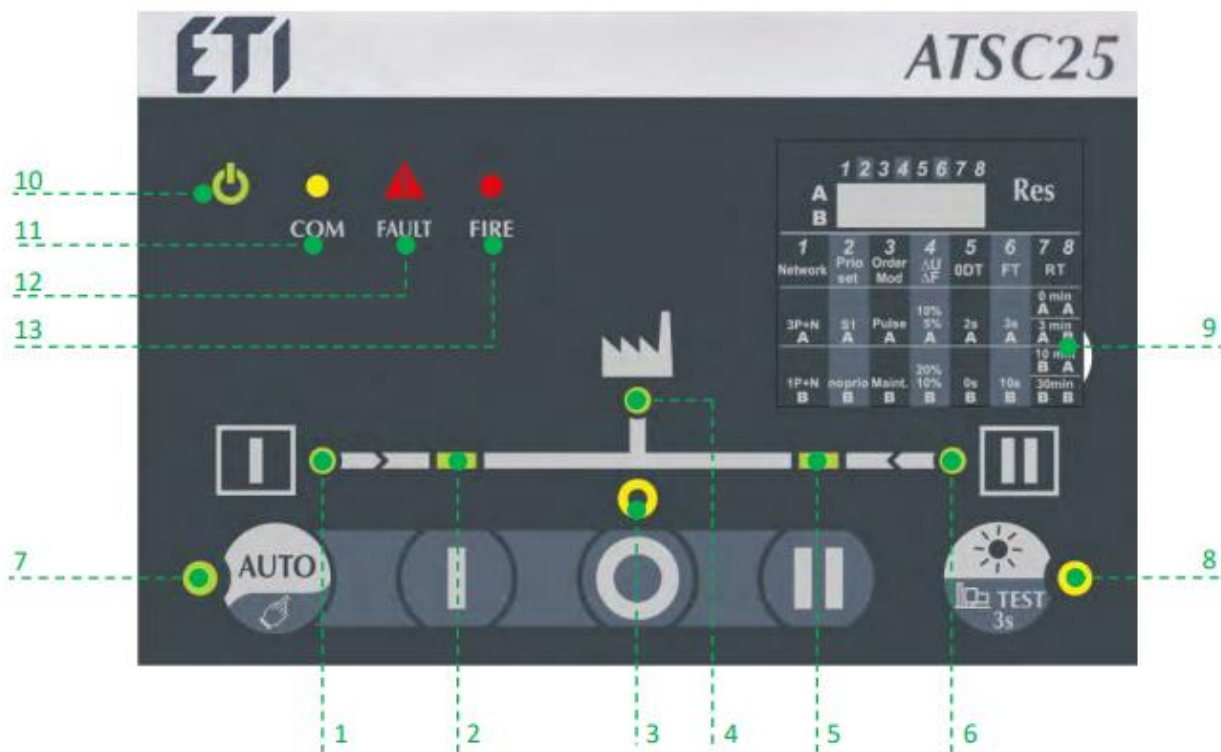 ETI ATSC25
10
11
12
13
COM FAULT FIRE
1 2 3 4 5 6 7 8
A
B
Res
1 2 3 4 5 6 7 8
Network Prio set Order Mod ΔU ΔF 0DT FT RT
0 min
A A
3P+N S1 Pulse 10% 5% 2s 3s 3 min
A A A A A A A B
10 min
B A
1P+N noprio Maint. 20% 10% 0s 10s 30min
B B B B B B B B
9
I II
7
AUTO I O II TEST 3s
8
1 2 3 4 5 6